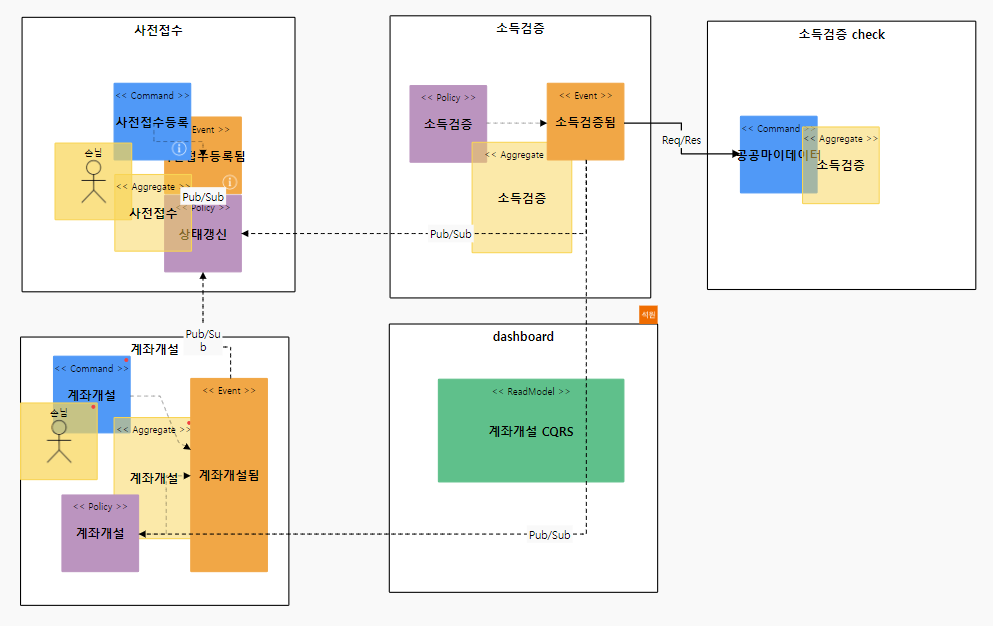 사전접수
<< Command >>
사전접수등록
Event >>
사전접수등록됨
손님
<< Aggregate >>
사전접수
Pub/Sub
<< Policy >>
상태갱신
소득검증
<< Policy >>
소득검증
<< Event >>
소득검증됨
<< Aggregate
소득검증
Pub/Sub
Req/Res
소득검증 check
<< Command
공공마이데이터
<< Aggregate >>
소득검증
Pub/Su
b
계좌개설
<< Command >>
계좌개설
손님
<< Aggregate >>
계좌개설
<< Event >>
계좌개설됨
<< Policy >>
계좌개설
dashboard
<< ReadModel >>
계좌개설 CQRS
Pub/Sub